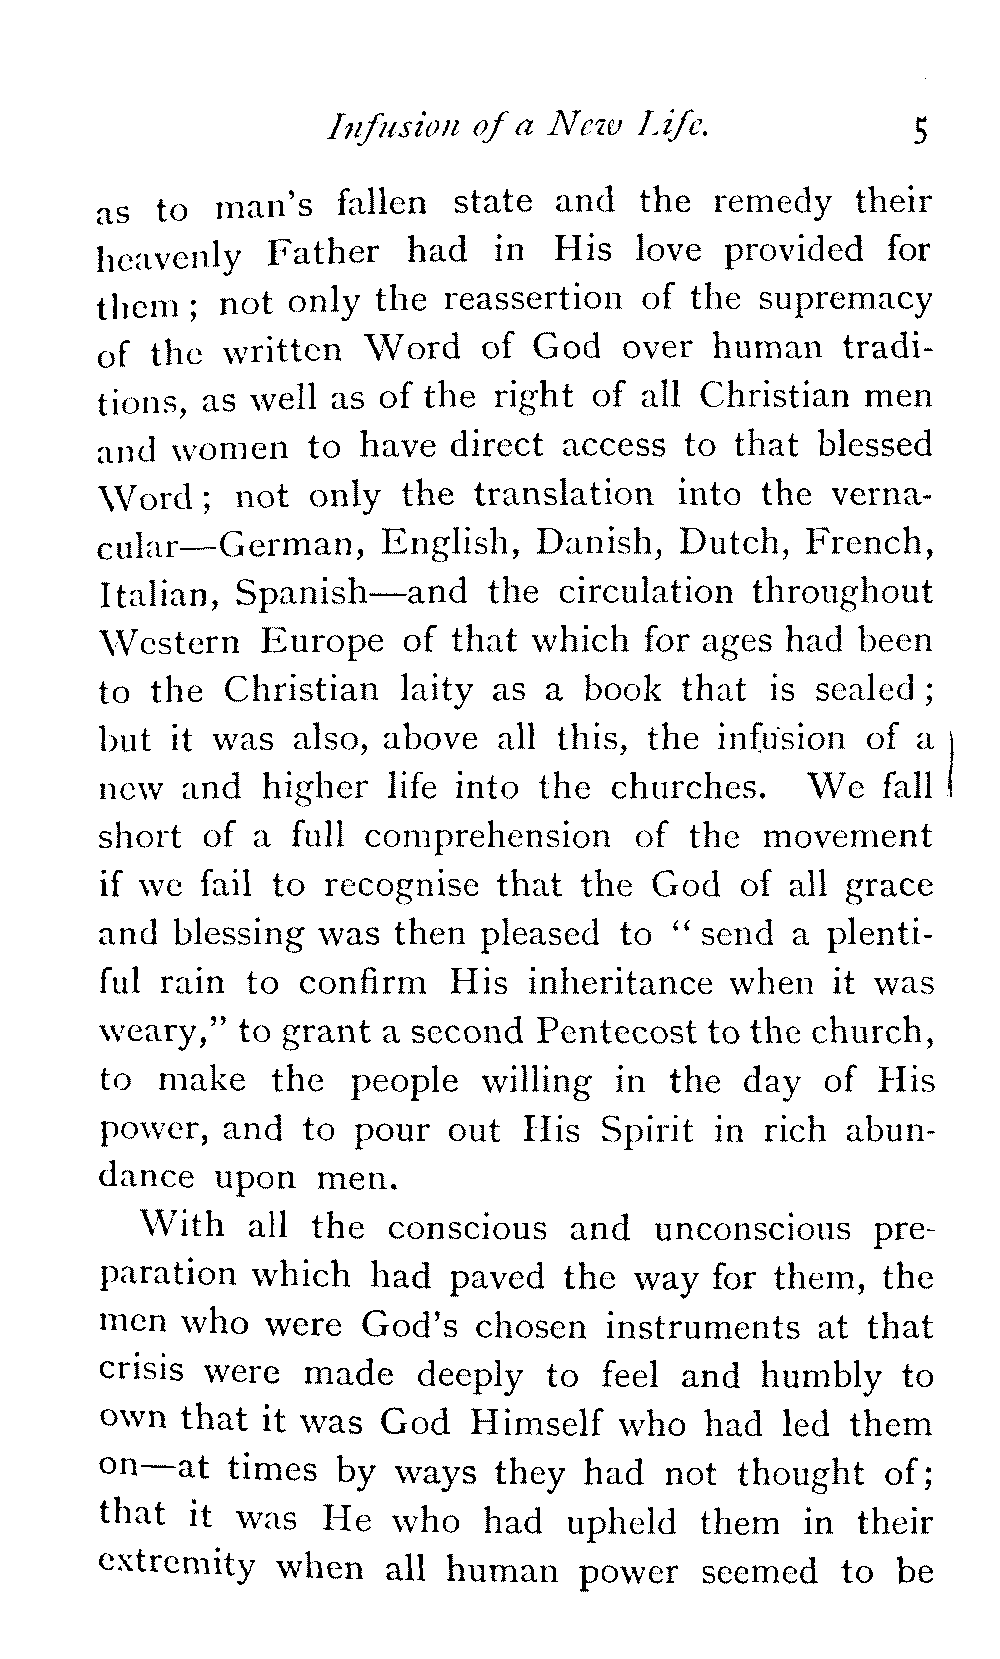 Infusion of a New Life. 5
as to man's fallen state and the remedy their
heavenly Father had in His love provided for
them; not only the reassertion of the supremacy
of the written Word of God over human tradi-
tions, as well as of the right of all Christian men
and women to have direct access to that blessed
Word; not only the translation into the verna-
cular—German, English, Danish, Dutch, French,
Italian, Spanish—and the circulation throughout
Western Europe of that which for ages had been
to the Christian laity as a book that is sealed;
but it was also, above all this, the infusion of a
new and higher life into the churches. We fall
short of a full comprehension of the movement
if we fail to recognise that the God of all grace
and blessing was then pleased to "send a plenti-
ful rain to confirm His inheritance when it was
weary," to grant a second Pentecost to the church,
to make the people willing in the day of His
power, and to pour out His Spirit in rich abun-
dance upon men.
With all the conscious and unconscious pre-
paration which had paved the way for them, the
men who were God's chosen instruments at that
crisis were made deeply to feel and humbly to
own that it was God Himself who had led them
on—at times by ways they had not thought of;
that it was He who had upheld them in their
extremity when all human power seemed to be